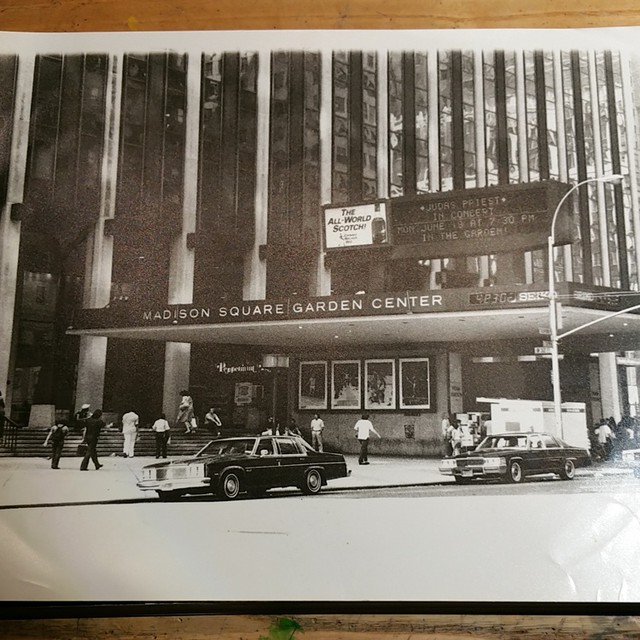 THE
ALL-WORLD
SCOTCH!
*JUDAS PRIEST*
IN CONCERT
MON JUNE 18 AT 7:30 PM
IN THE GARDEN
MADISON SQUARE GARDEN CENTER